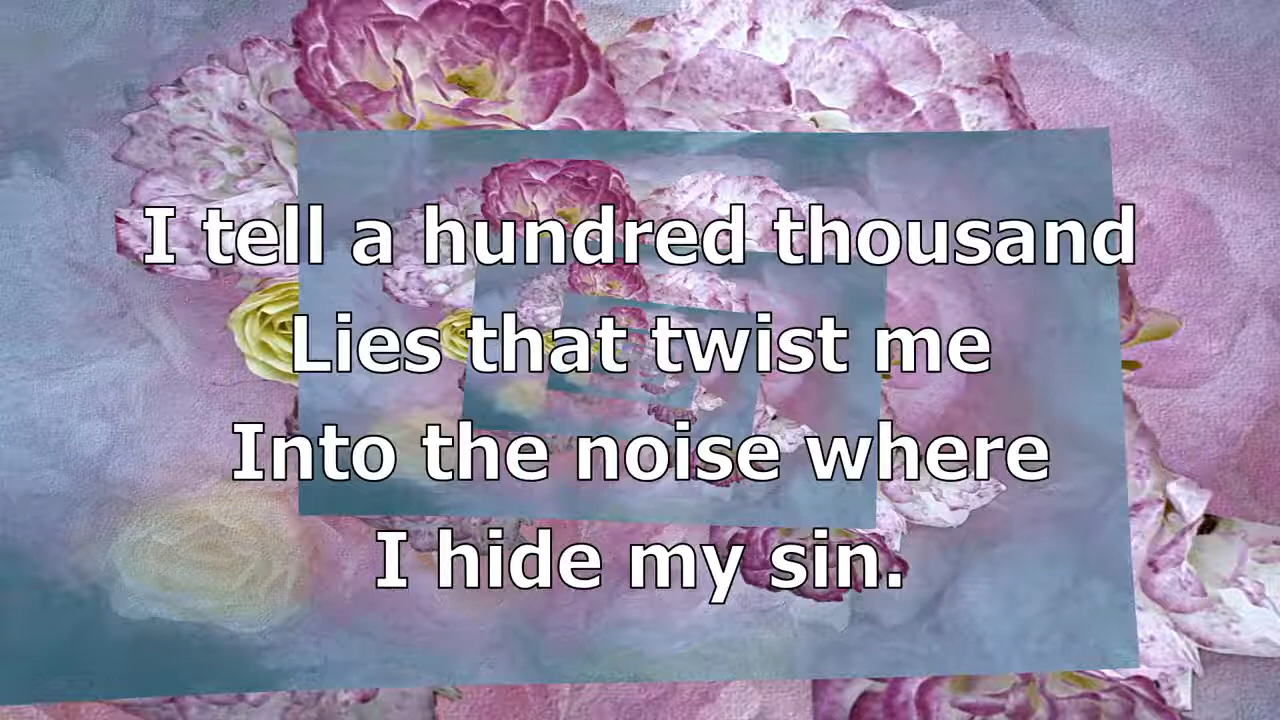 I tell a hundred thousand
Lies that twist me
Into the noise where
I hide my sin.